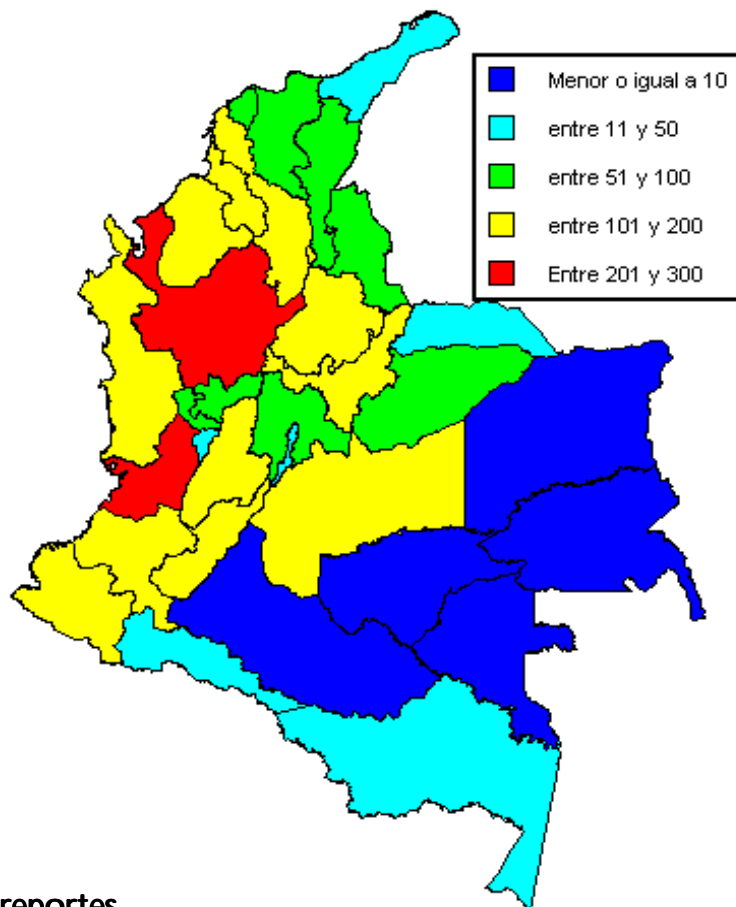 Menor o igual a 10
entre 11 y 50
entre 51 y 100
entre 101 y 200
Entre 201 y 300
reportes